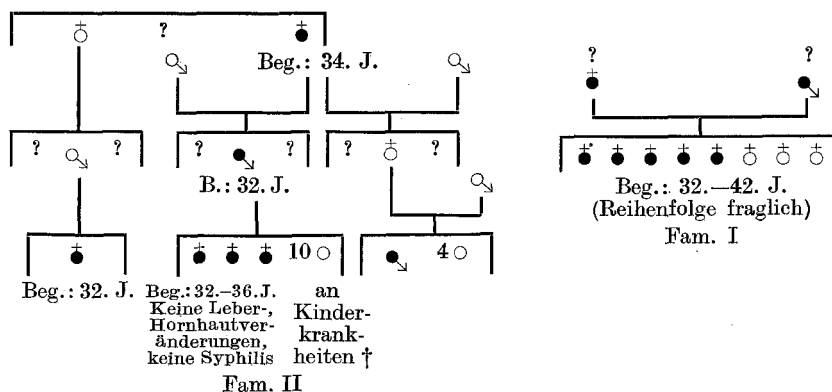 ?
?
Beg.: 34. J.
?
? ? ? ? ? ?
B.: 32. J.
Beg.: 32.–42. J.
(Reihenfolge fraglich)
Fam. I
10
4
Beg.: 32. J.
Beg.: 32.–36. J.
Keine Leber-,
Hornhautver-
änderungen,
keine Syphilis
an
Kinder-
krank-
heiten †
Fam. II